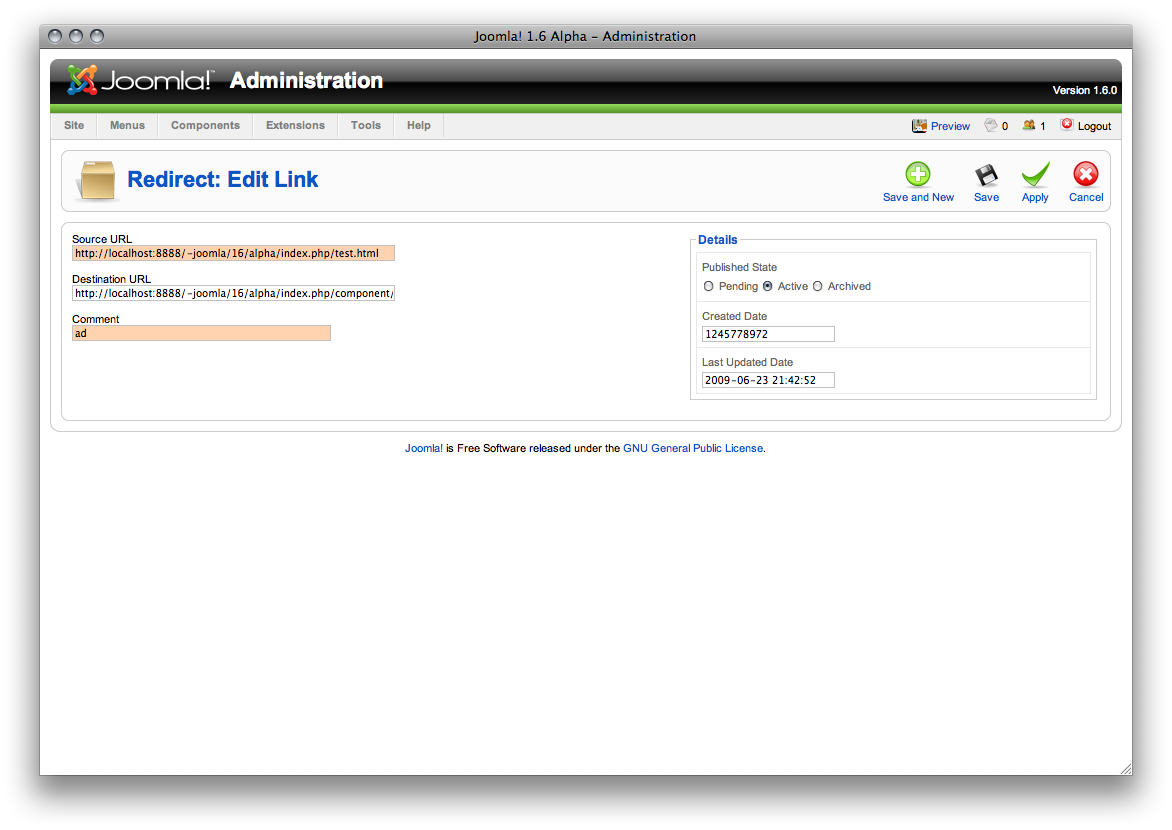 Joomla! 1.6 Alpha – Administration
Joomla!™ Administration
Version 1.6.0
Site Menus Components Extensions Tools Help Preview 0 1 Logout
Redirect: Edit Link
Save and New Save Apply Cancel
Source URL
http://localhost:8888/~joomla/16/alpha/index.php/test.html
Destination URL
http://localhost:8888/~joomla/16/alpha/index.php/component/
Comment
ad
Details
Published State
Pending Active Archived
Created Date
1245778972
Last Updated Date
2009-06-23 21:42:52
Joomla! is Free Software released under the GNU General Public License.